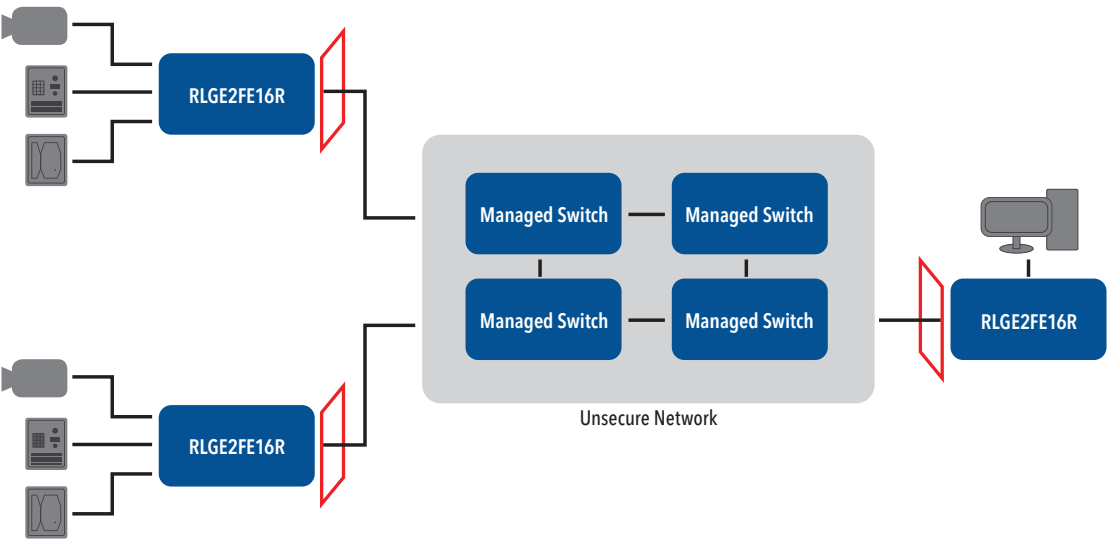 RLGE2FE16R
Managed Switch
Managed Switch
Managed Switch
Managed Switch
RLGE2FE16R
Unsecure Network
RLGE2FE16R